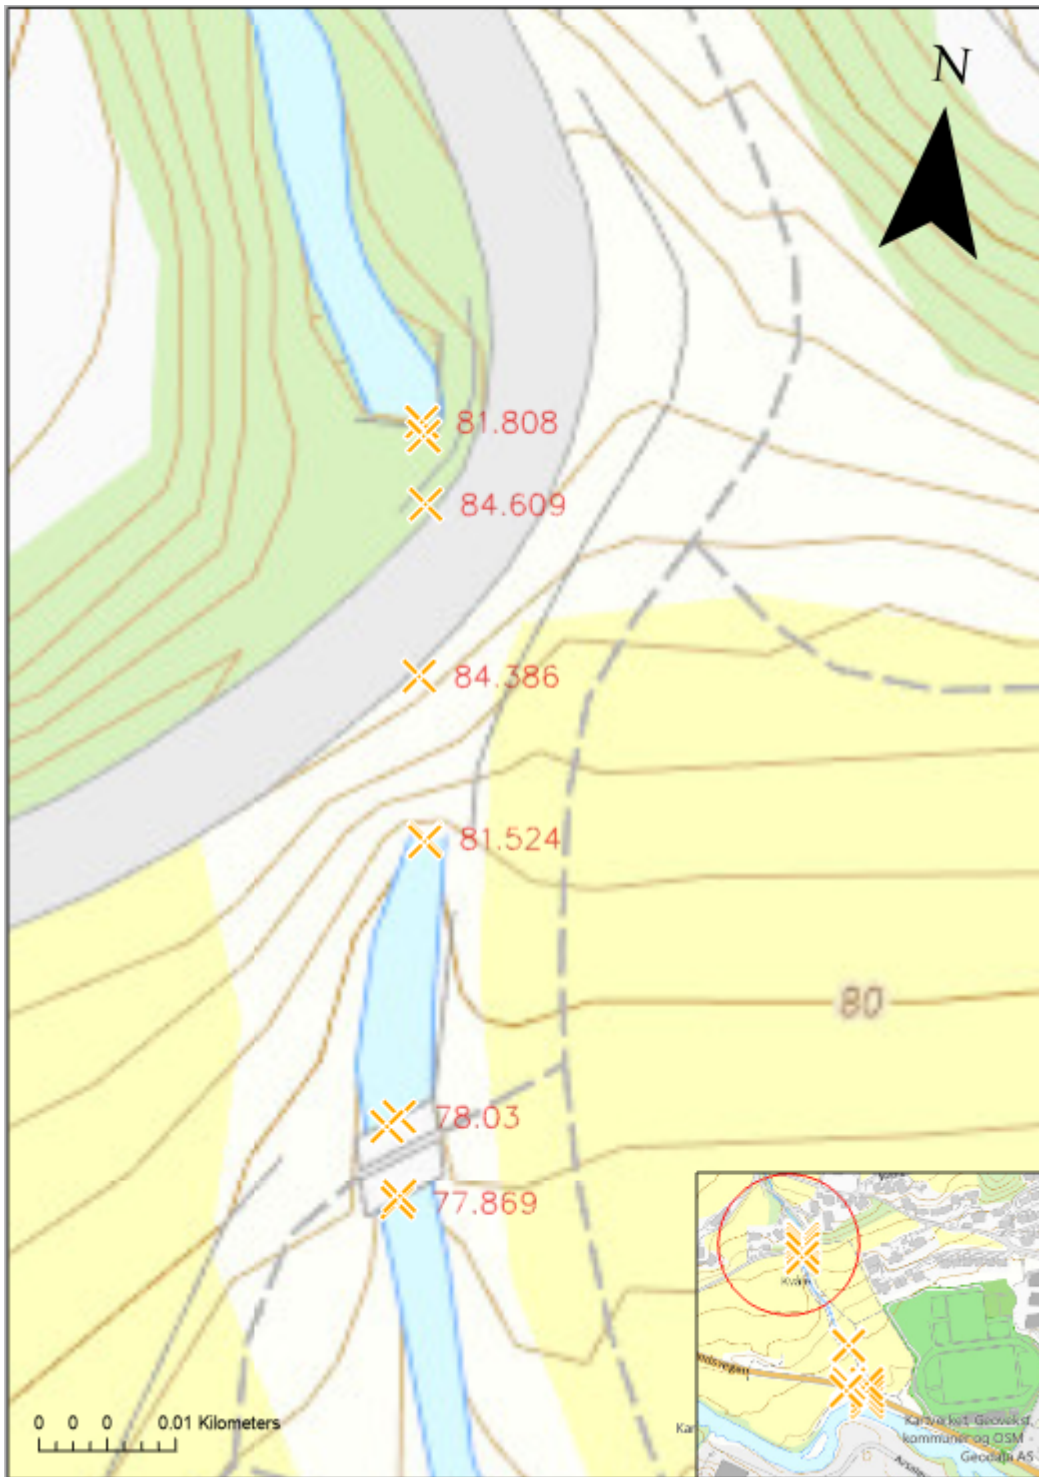 N
81.808
84.609
84.386
81.524
80
78.03
77.869
0 0 0 0.01 Kilometers
Kvåle
Kartverket, Geovekst,
kommuner og OSM -
Geodata AS